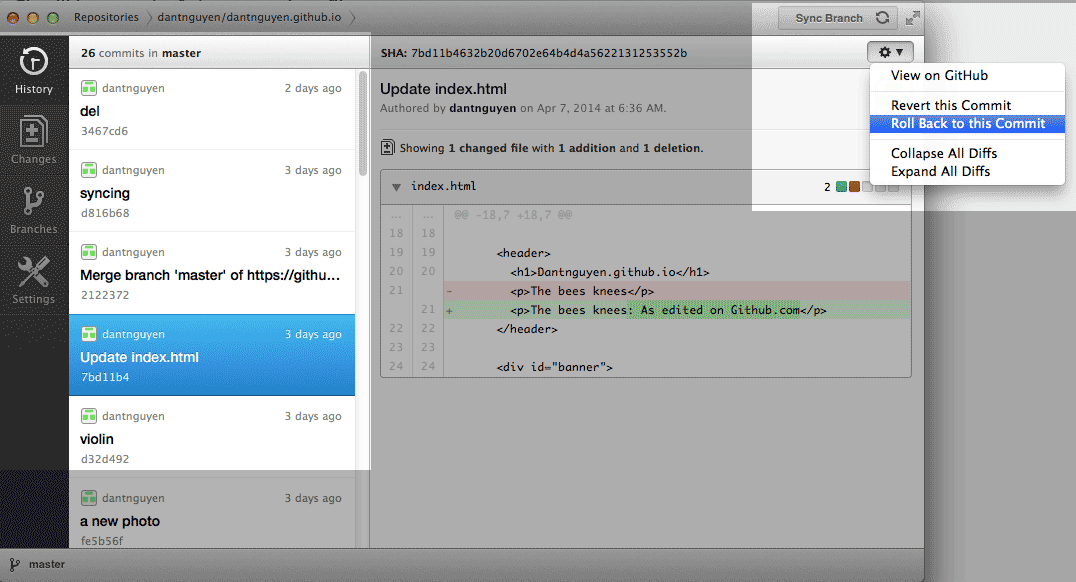 Repositories
dantnguyen/dantnguyen.github.io
Sync Branch
History
Changes
Branches
Settings
26 commits in master
dantnguyen 2 days ago
del
3467cd6
dantnguyen 3 days ago
syncing
d816b68
dantnguyen 3 days ago
Merge branch 'master' of https://githu...
2122372
dantnguyen 3 days ago
Update index.html
7bd11b4
dantnguyen 3 days ago
violin
d32d492
dantnguyen 3 days ago
a new photo
fe5b56f
SHA: 7bd11b4632b20d6702e64b4d4a5622131253552b
Update index.html
Authored by dantnguyen on Apr 7, 2014 at 6:36 AM.
Showing 1 changed file with 1 addition and 1 deletion.
index.html 2
... ... @@ -18,7 +18,7 @@
18 18
19 19 <header>
20 20 <h1>Dantnguyen.github.io</h1>
21 - <p>The bees knees</p>
21 + <p>The bees knees: As edited on Github.com</p>
22 22 </header>
23 23
24 24 <div id="banner">
View on GitHub
Revert this Commit
Roll Back to this Commit
Collapse All Diffs
Expand All Diffs
master